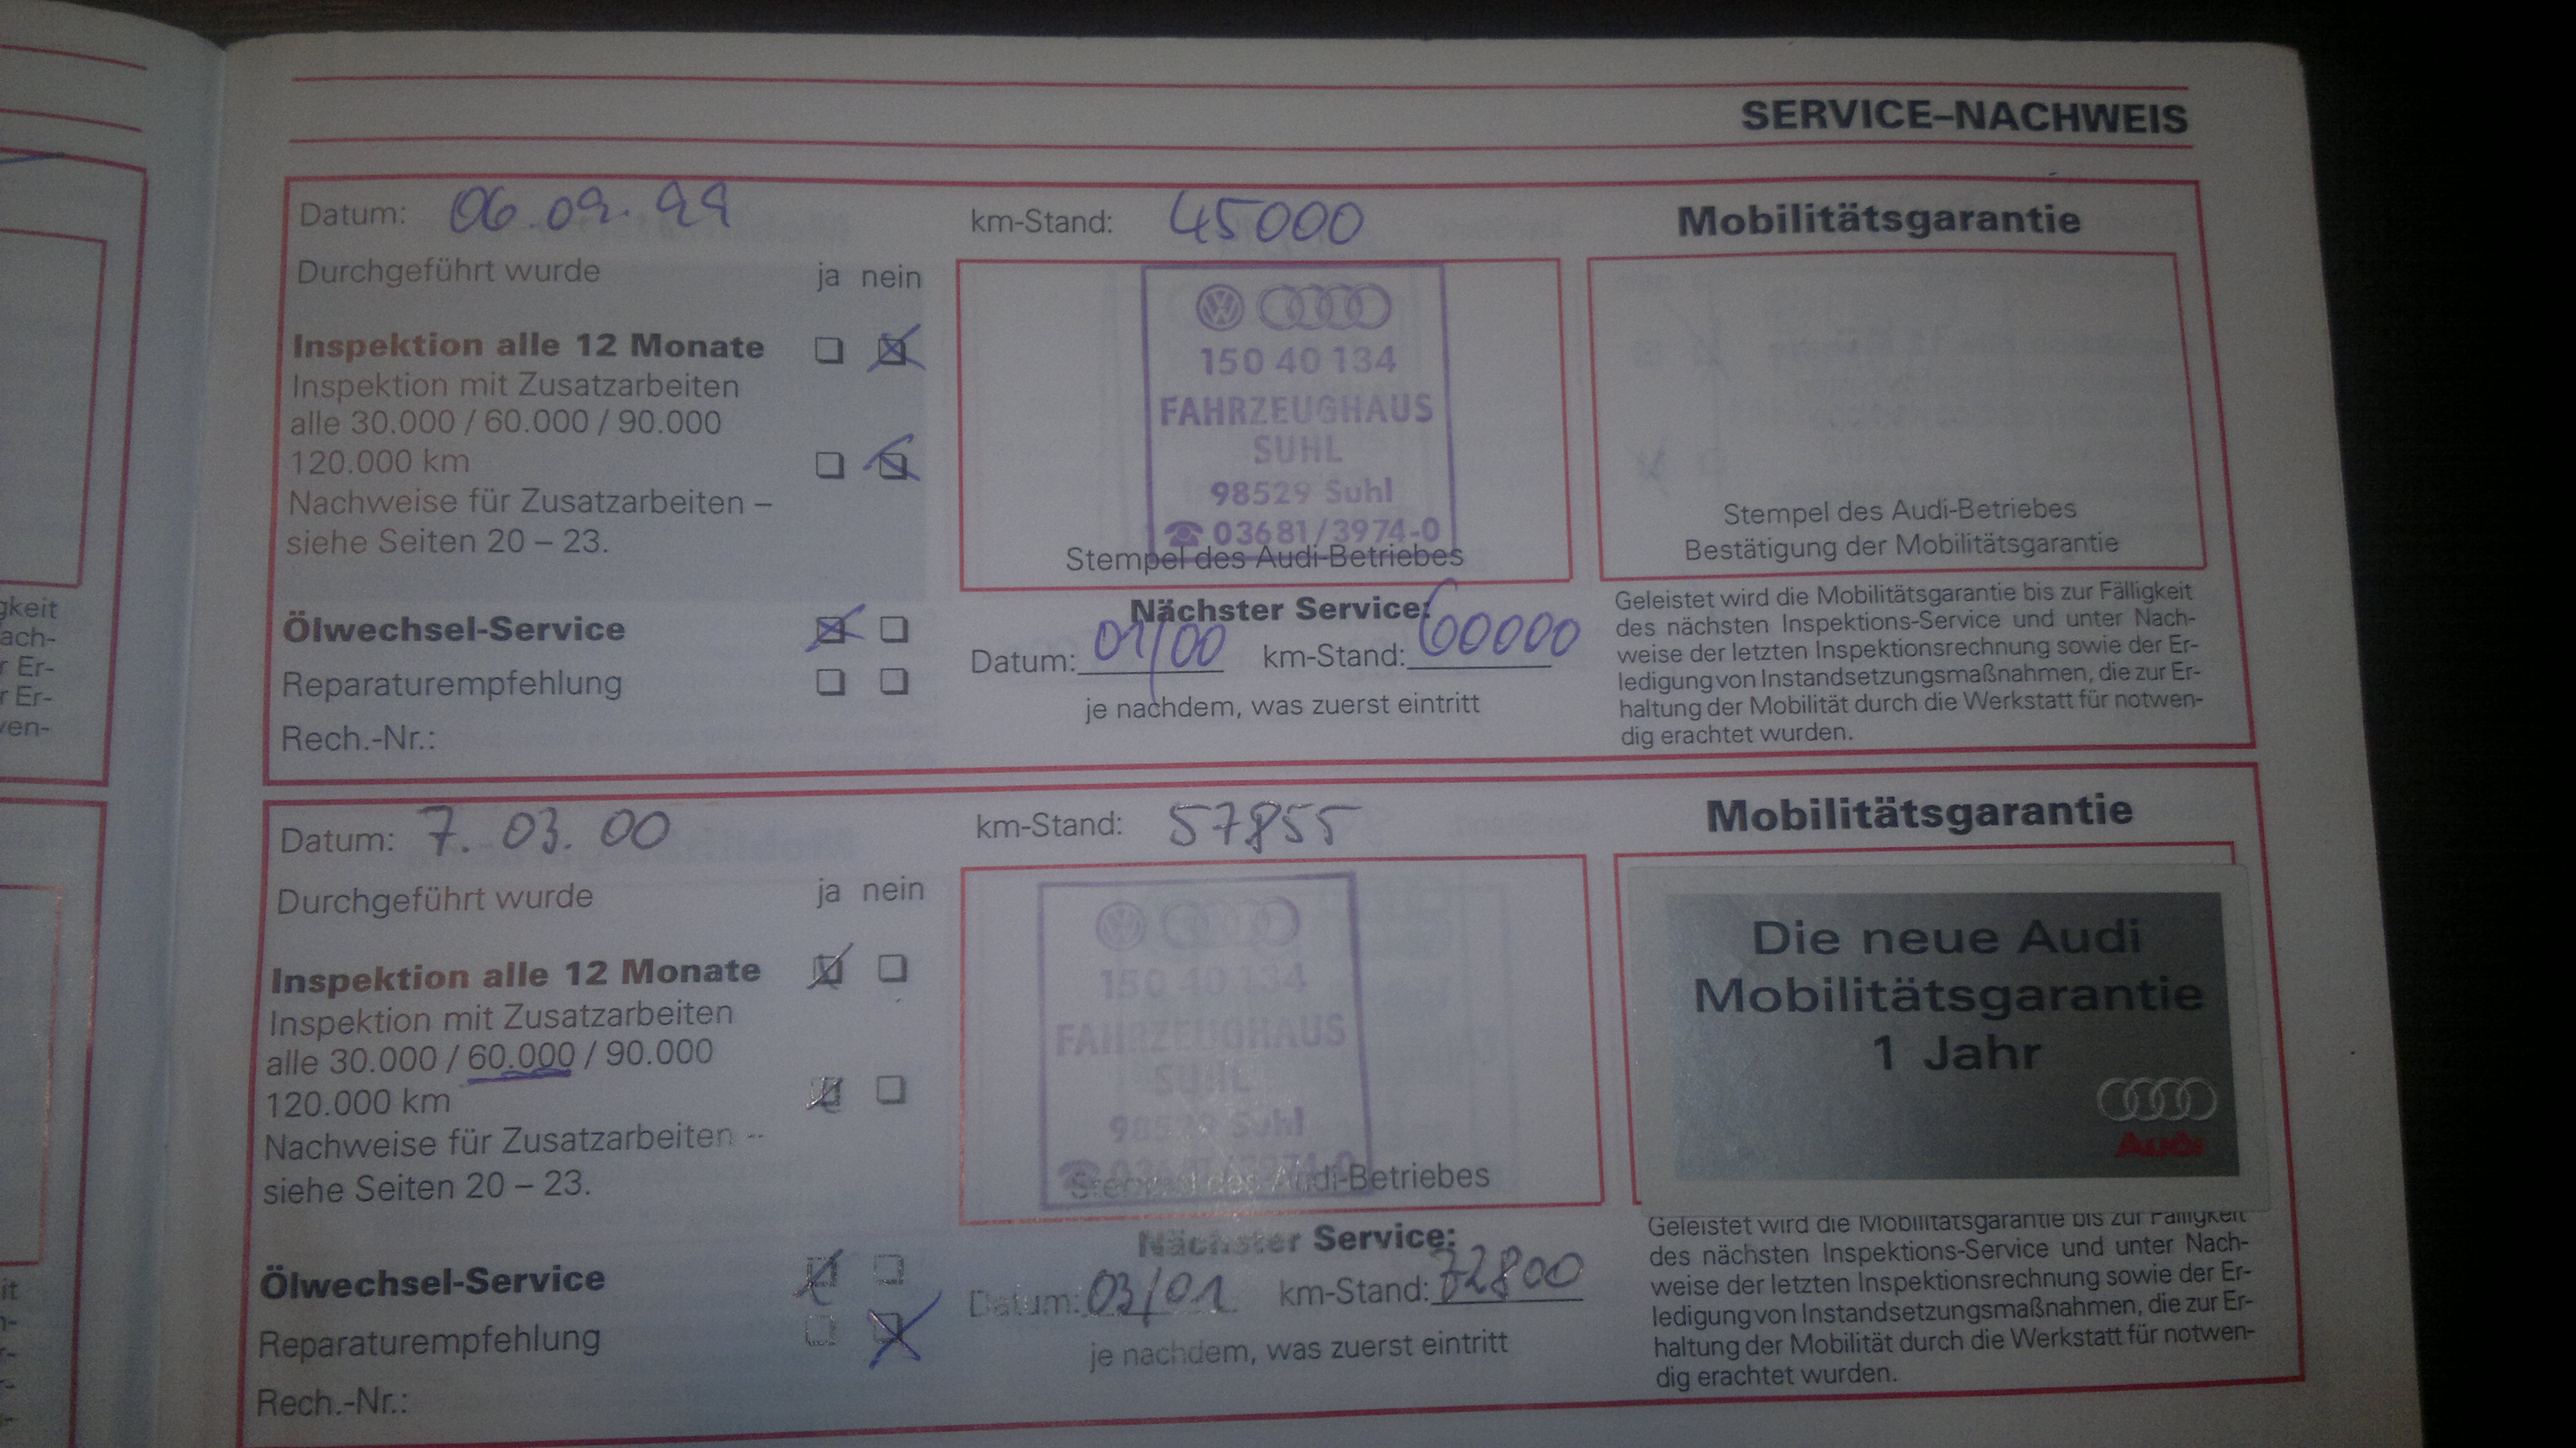 SERVICE–NACHWEIS
Datum: 06.09.99
km-Stand: 45000
Mobilitätsgarantie
Durchgeführt wurde ja nein
Inspektion alle 12 Monate
Inspektion mit Zusatzarbeiten
alle 30.000 / 60.000 / 90.000
120.000 km
Nachweise für Zusatzarbeiten –
siehe Seiten 20 – 23.
150 40 134
FAHRZEUGHAUS
SUHL
98529 Suhl
☎ 03681/3974-0
Stempel des Audi-Betriebes
Stempel des Audi-Betriebes
Bestätigung der Mobilitätsgarantie
Ölwechsel-Service
Reparaturempfehlung
Rech.-Nr.:
Nächster Service:
Datum: 01/00 km-Stand: 60000
je nachdem, was zuerst eintritt
Geleistet wird die Mobilitätsgarantie bis zur Fälligkeit
des nächsten Inspektions-Service und unter Nach-
weise der letzten Inspektionsrechnung sowie der Er-
ledigung von Instandsetzungsmaßnahmen, die zur Er-
haltung der Mobilität durch die Werkstatt für notwen-
dig erachtet wurden.
Datum: 7. 03. 00
km-Stand: 57855
Mobilitätsgarantie
Durchgeführt wurde ja nein
Inspektion alle 12 Monate
Inspektion mit Zusatzarbeiten
alle 30.000 / 60.000 / 90.000
120.000 km
Nachweise für Zusatzarbeiten –
siehe Seiten 20 – 23.
150 40 134
FAHRZEUGHAUS
SUHL
98529 Suhl
☎ 03681/3974-0
Stempel des Audi-Betriebes
Die neue Audi
Mobilitätsgarantie
1 Jahr
Audi
Ölwechsel-Service
Reparaturempfehlung
Rech.-Nr.:
Nächster Service:
Datum: 03/01 km-Stand: 72800
je nachdem, was zuerst eintritt
Geleistet wird die Mobilitätsgarantie bis zur Fälligkeit
des nächsten Inspektions-Service und unter Nach-
weise der letzten Inspektionsrechnung sowie der Er-
ledigung von Instandsetzungsmaßnahmen, die zur Er-
haltung der Mobilität durch die Werkstatt für notwen-
dig erachtet wurden.